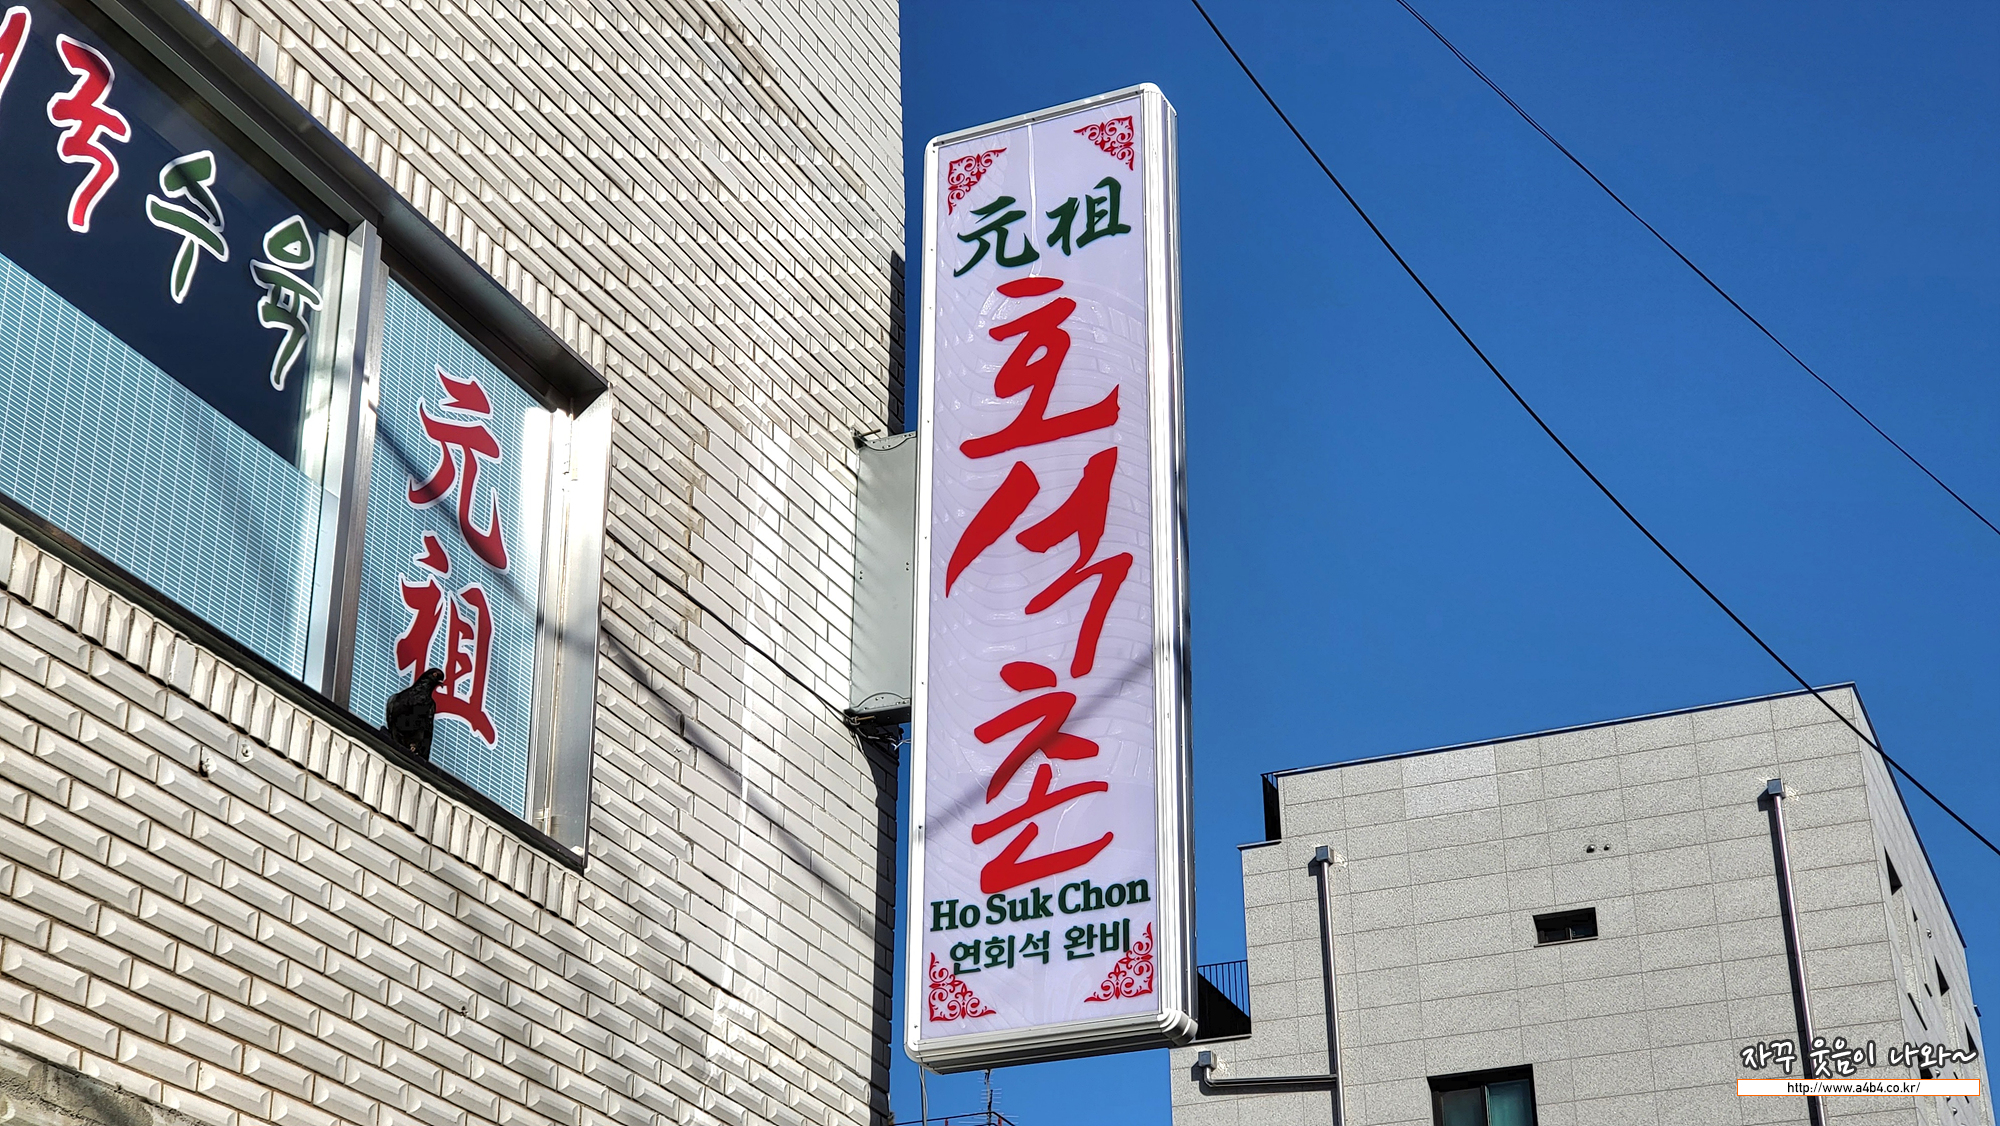 국
수육
元祖
元祖
호석촌
Ho Suk Chon
연회석 완비
자꾸 웃음이 나와~
http://www.a4b4.co.kr/